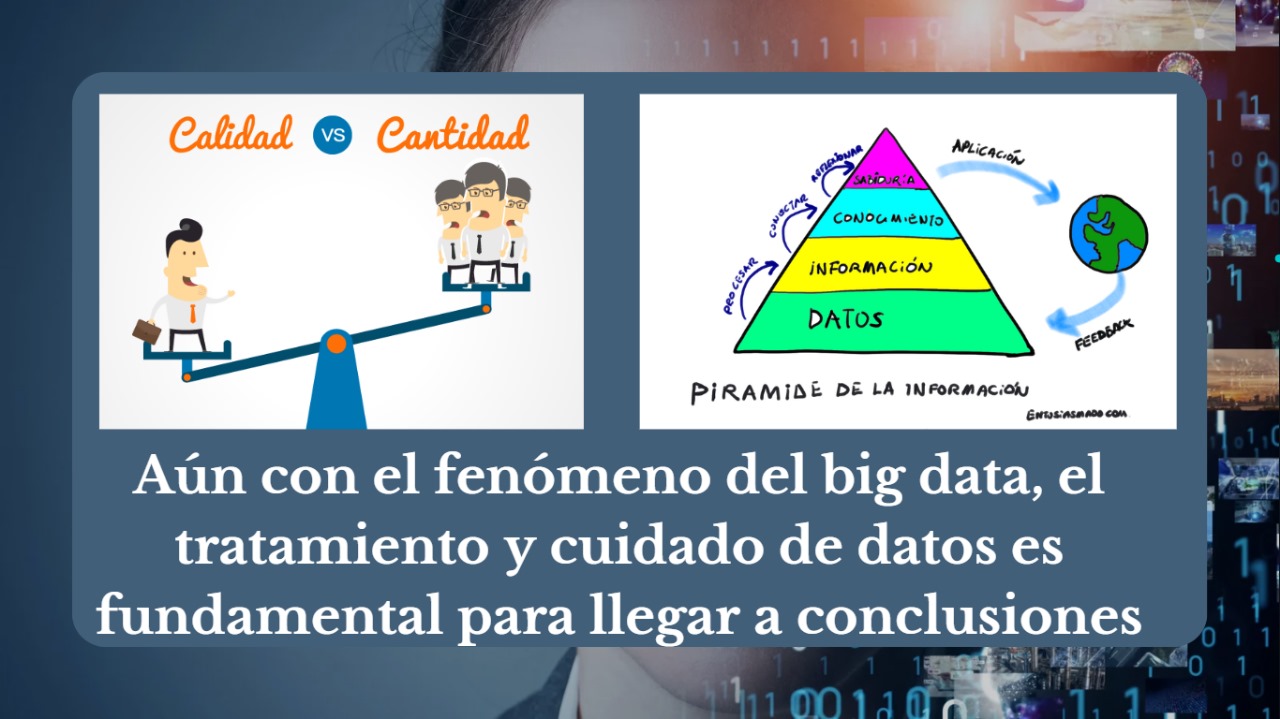 Calidad VS Cantidad
REFLEXIONAR
SABIDURIA
APLICACIÓN
CONECTAR
CONOCIMIENTO
PROCESAR
INFORMACIÓN
DATOS
FEEDBACK
PIRAMIDE DE LA INFORMACIÓN
ENTUSIASMADO.COM
Aún con el fenómeno del big data, el
tratamiento y cuidado de datos es
fundamental para llegar a conclusiones